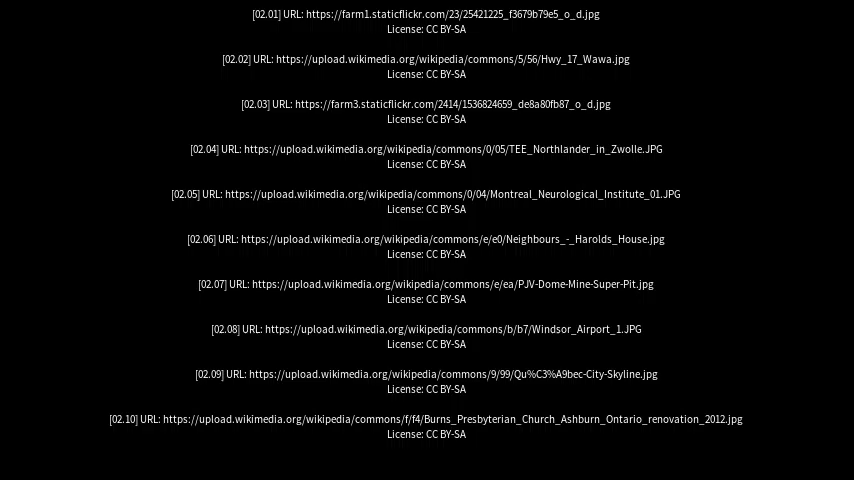 [02.01] URL: https://farm1.staticflickr.com/23/25421225_f3679b79e5_o_d.jpg
License: CC BY-SA
[02.02] URL: https://upload.wikimedia.org/wikipedia/commons/5/56/Hwy_17_Wawa.jpg
License: CC BY-SA
[02.03] URL: https://farm3.staticflickr.com/2414/1536824659_de8a80fb87_o_d.jpg
License: CC BY-SA
[02.04] URL: https://upload.wikimedia.org/wikipedia/commons/0/05/TEE_Northlander_in_Zwolle.JPG
License: CC BY-SA
[02.05] URL: https://upload.wikimedia.org/wikipedia/commons/0/04/Montreal_Neurological_Institute_01.JPG
License: CC BY-SA
[02.06] URL: https://upload.wikimedia.org/wikipedia/commons/e/e0/Neighbours_-_Harolds_House.jpg
License: CC BY-SA
[02.07] URL: https://upload.wikimedia.org/wikipedia/commons/e/ea/PJV-Dome-Mine-Super-Pit.jpg
License: CC BY-SA
[02.08] URL: https://upload.wikimedia.org/wikipedia/commons/b/b7/Windsor_Airport_1.JPG
License: CC BY-SA
[02.09] URL: https://upload.wikimedia.org/wikipedia/commons/9/99/Qu%C3%A9bec-City-Skyline.jpg
License: CC BY-SA
[02.10] URL: https://upload.wikimedia.org/wikipedia/commons/f/f4/Burns_Presbyterian_Church_Ashburn_Ontario_renovation_2012.jpg
License: CC BY-SA